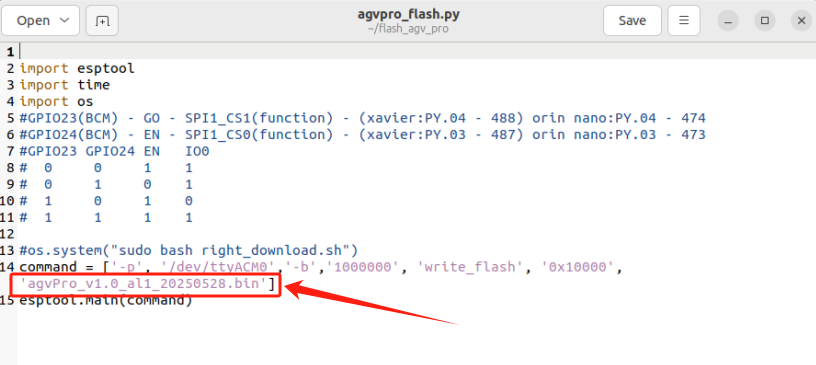 Open
agvpro_flash.py
~/flash_agv_pro
Save
1
2 import esptool
3 import time
4 import os
5 #GPIO23(BCM) - GO - SPI1_CS1(function) - (xavier:PY.04 - 488) orin nano:PY.04 - 474
6 #GPIO24(BCM) - EN - SPI1_CS0(function) - (xavier:PY.03 - 487) orin nano:PY.03 - 473
7 #GPIO23 GPIO24 EN   IO0
8 #  0     0     1    1
9 #  0     1     0    1
10 #  1     0     1    0
11 #  1     1     1    1
12
13 #os.system("sudo bash right_download.sh")
14 command = ['-p', '/dev/ttyACM0','-b','1000000', 'write_flash', '0x10000',
'agvPro_v1.0_al1_20250528.bin']
15 esptool.main(command)